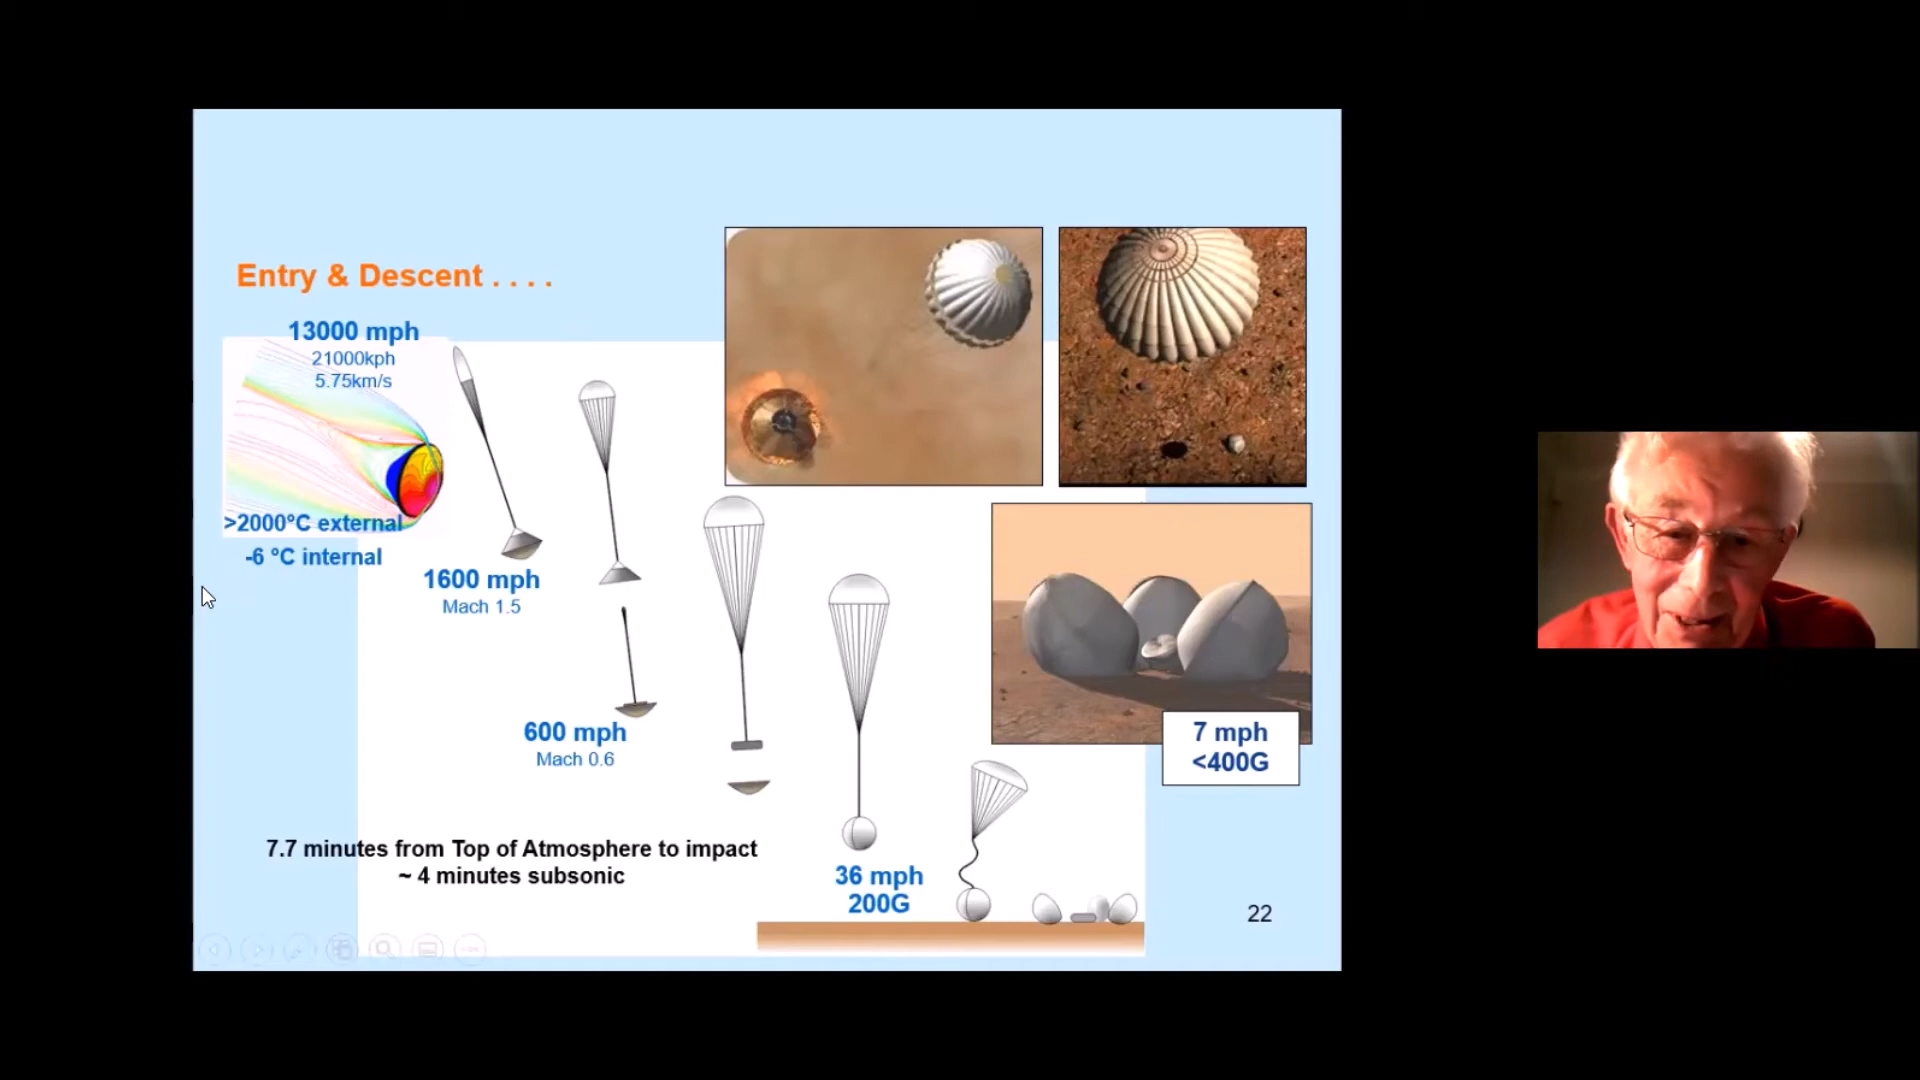 Entry & Descent . . . .
13000 mph
21000kph
5.75km/s
>2000°C external
-6 °C internal
1600 mph
Mach 1.5
600 mph
Mach 0.6
7 mph
<400G
7.7 minutes from Top of Atmosphere to impact
~ 4 minutes subsonic
36 mph
200G
22